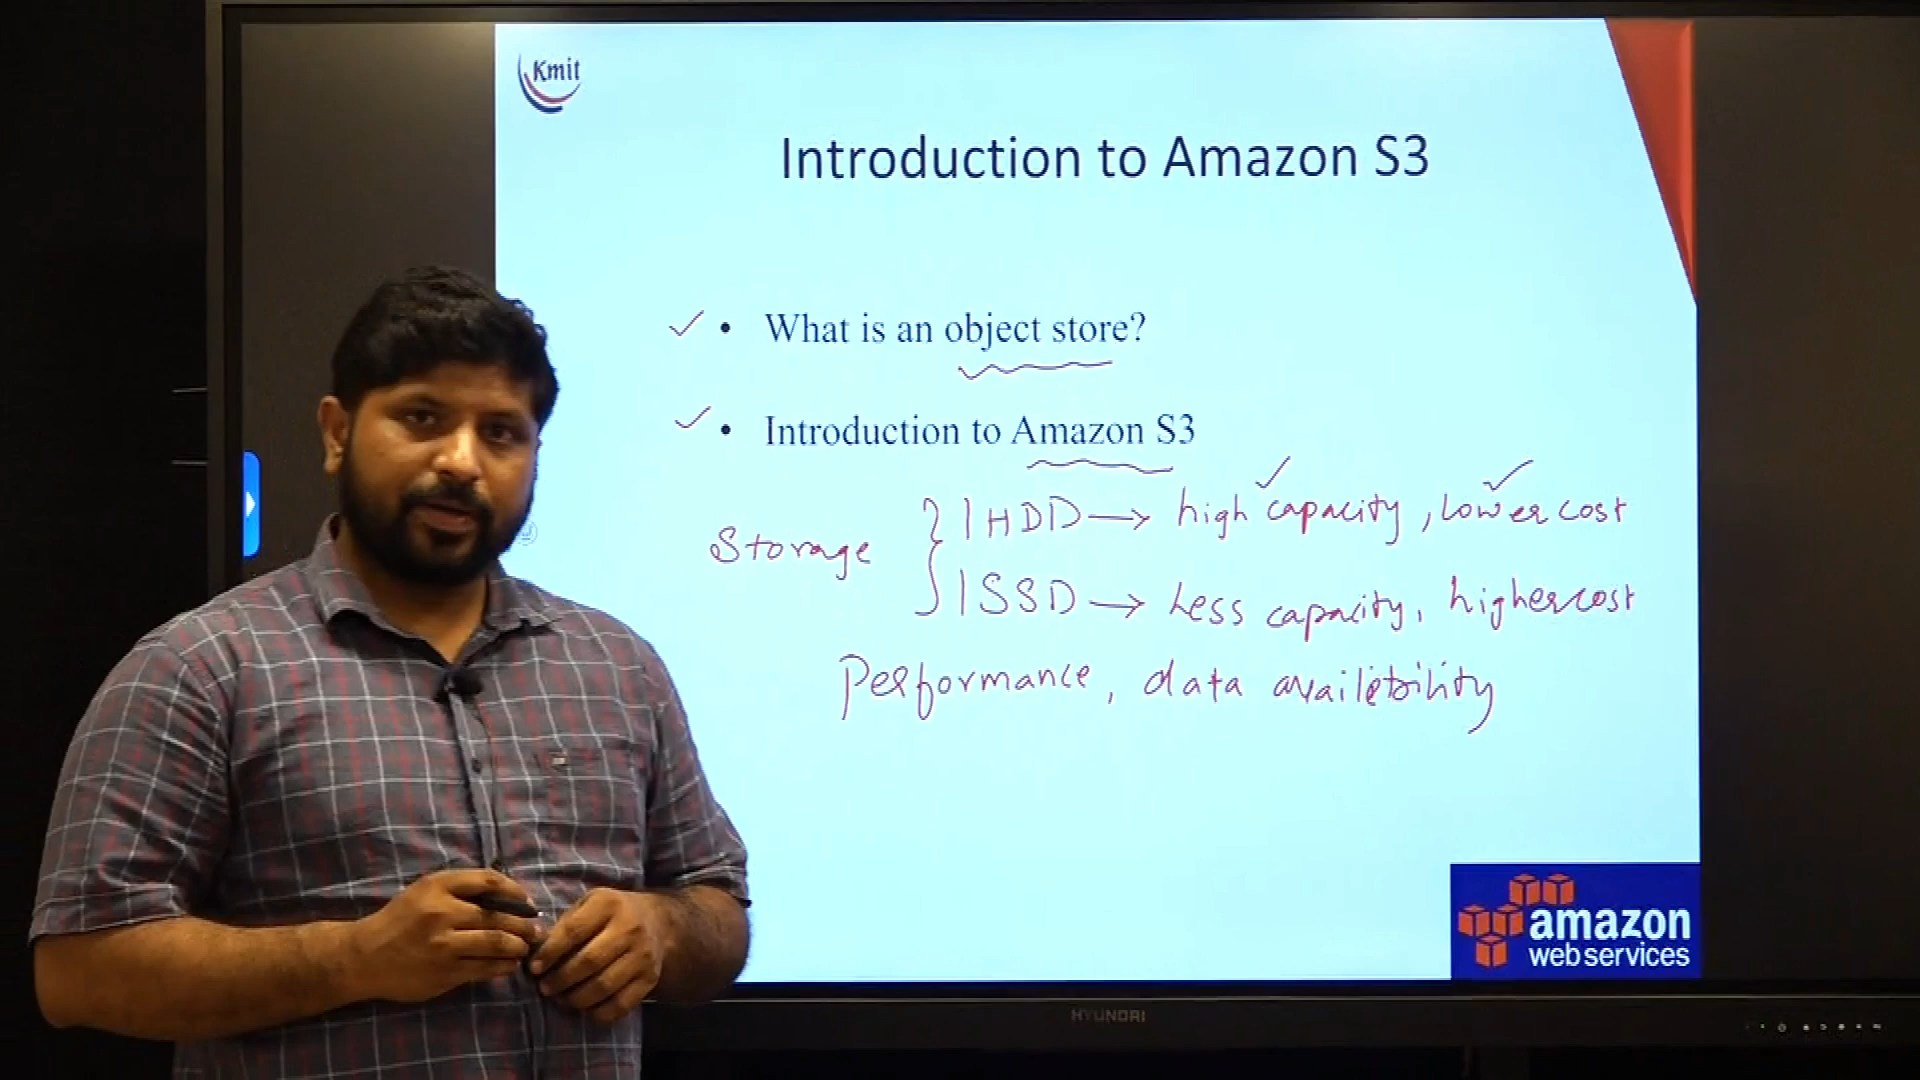 Kmit
Introduction to Amazon S3
• What is an object store?
• Introduction to Amazon S3
Storage
HDD → high capacity, lower cost
SSD → Less capacity, higher cost
Performance, data availability
amazon
web services
HYUNDAI